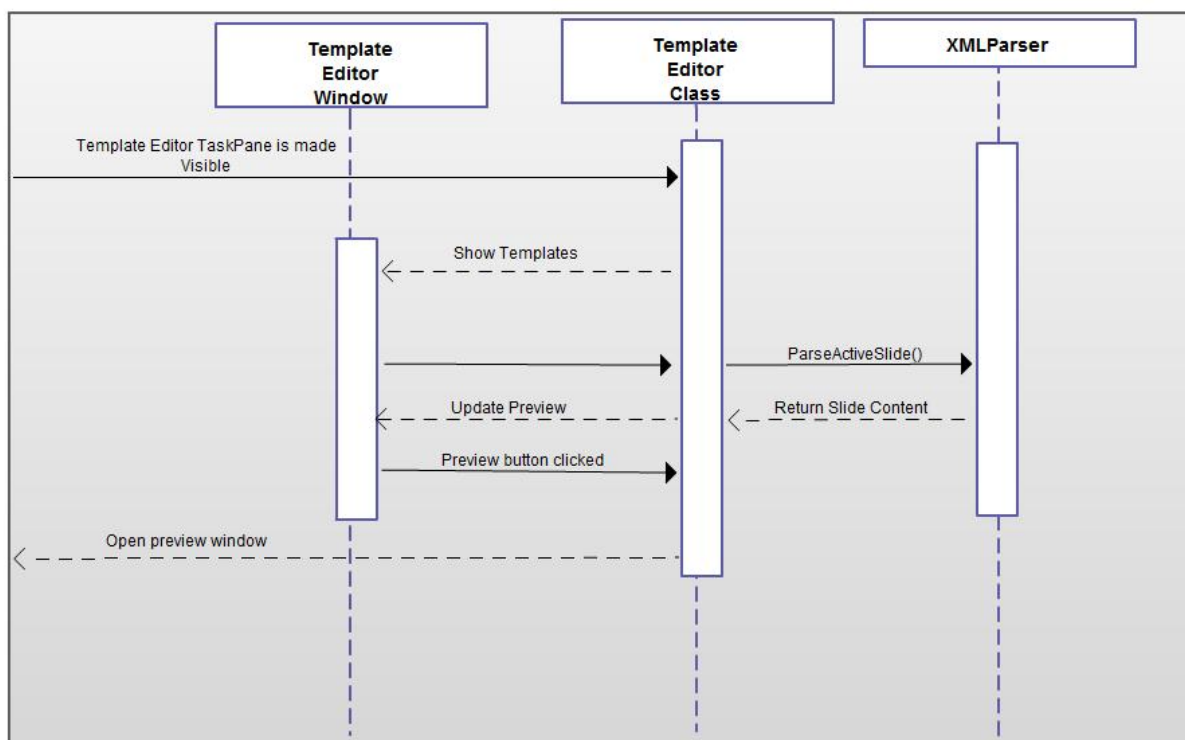 Template
Editor
Window
Template
Editor
Class
XMLParser
Template Editor TaskPane is made
Visible
Show Templates
ParseActiveSlide()
Update Preview
Return Slide Content
Preview button clicked
Open preview window